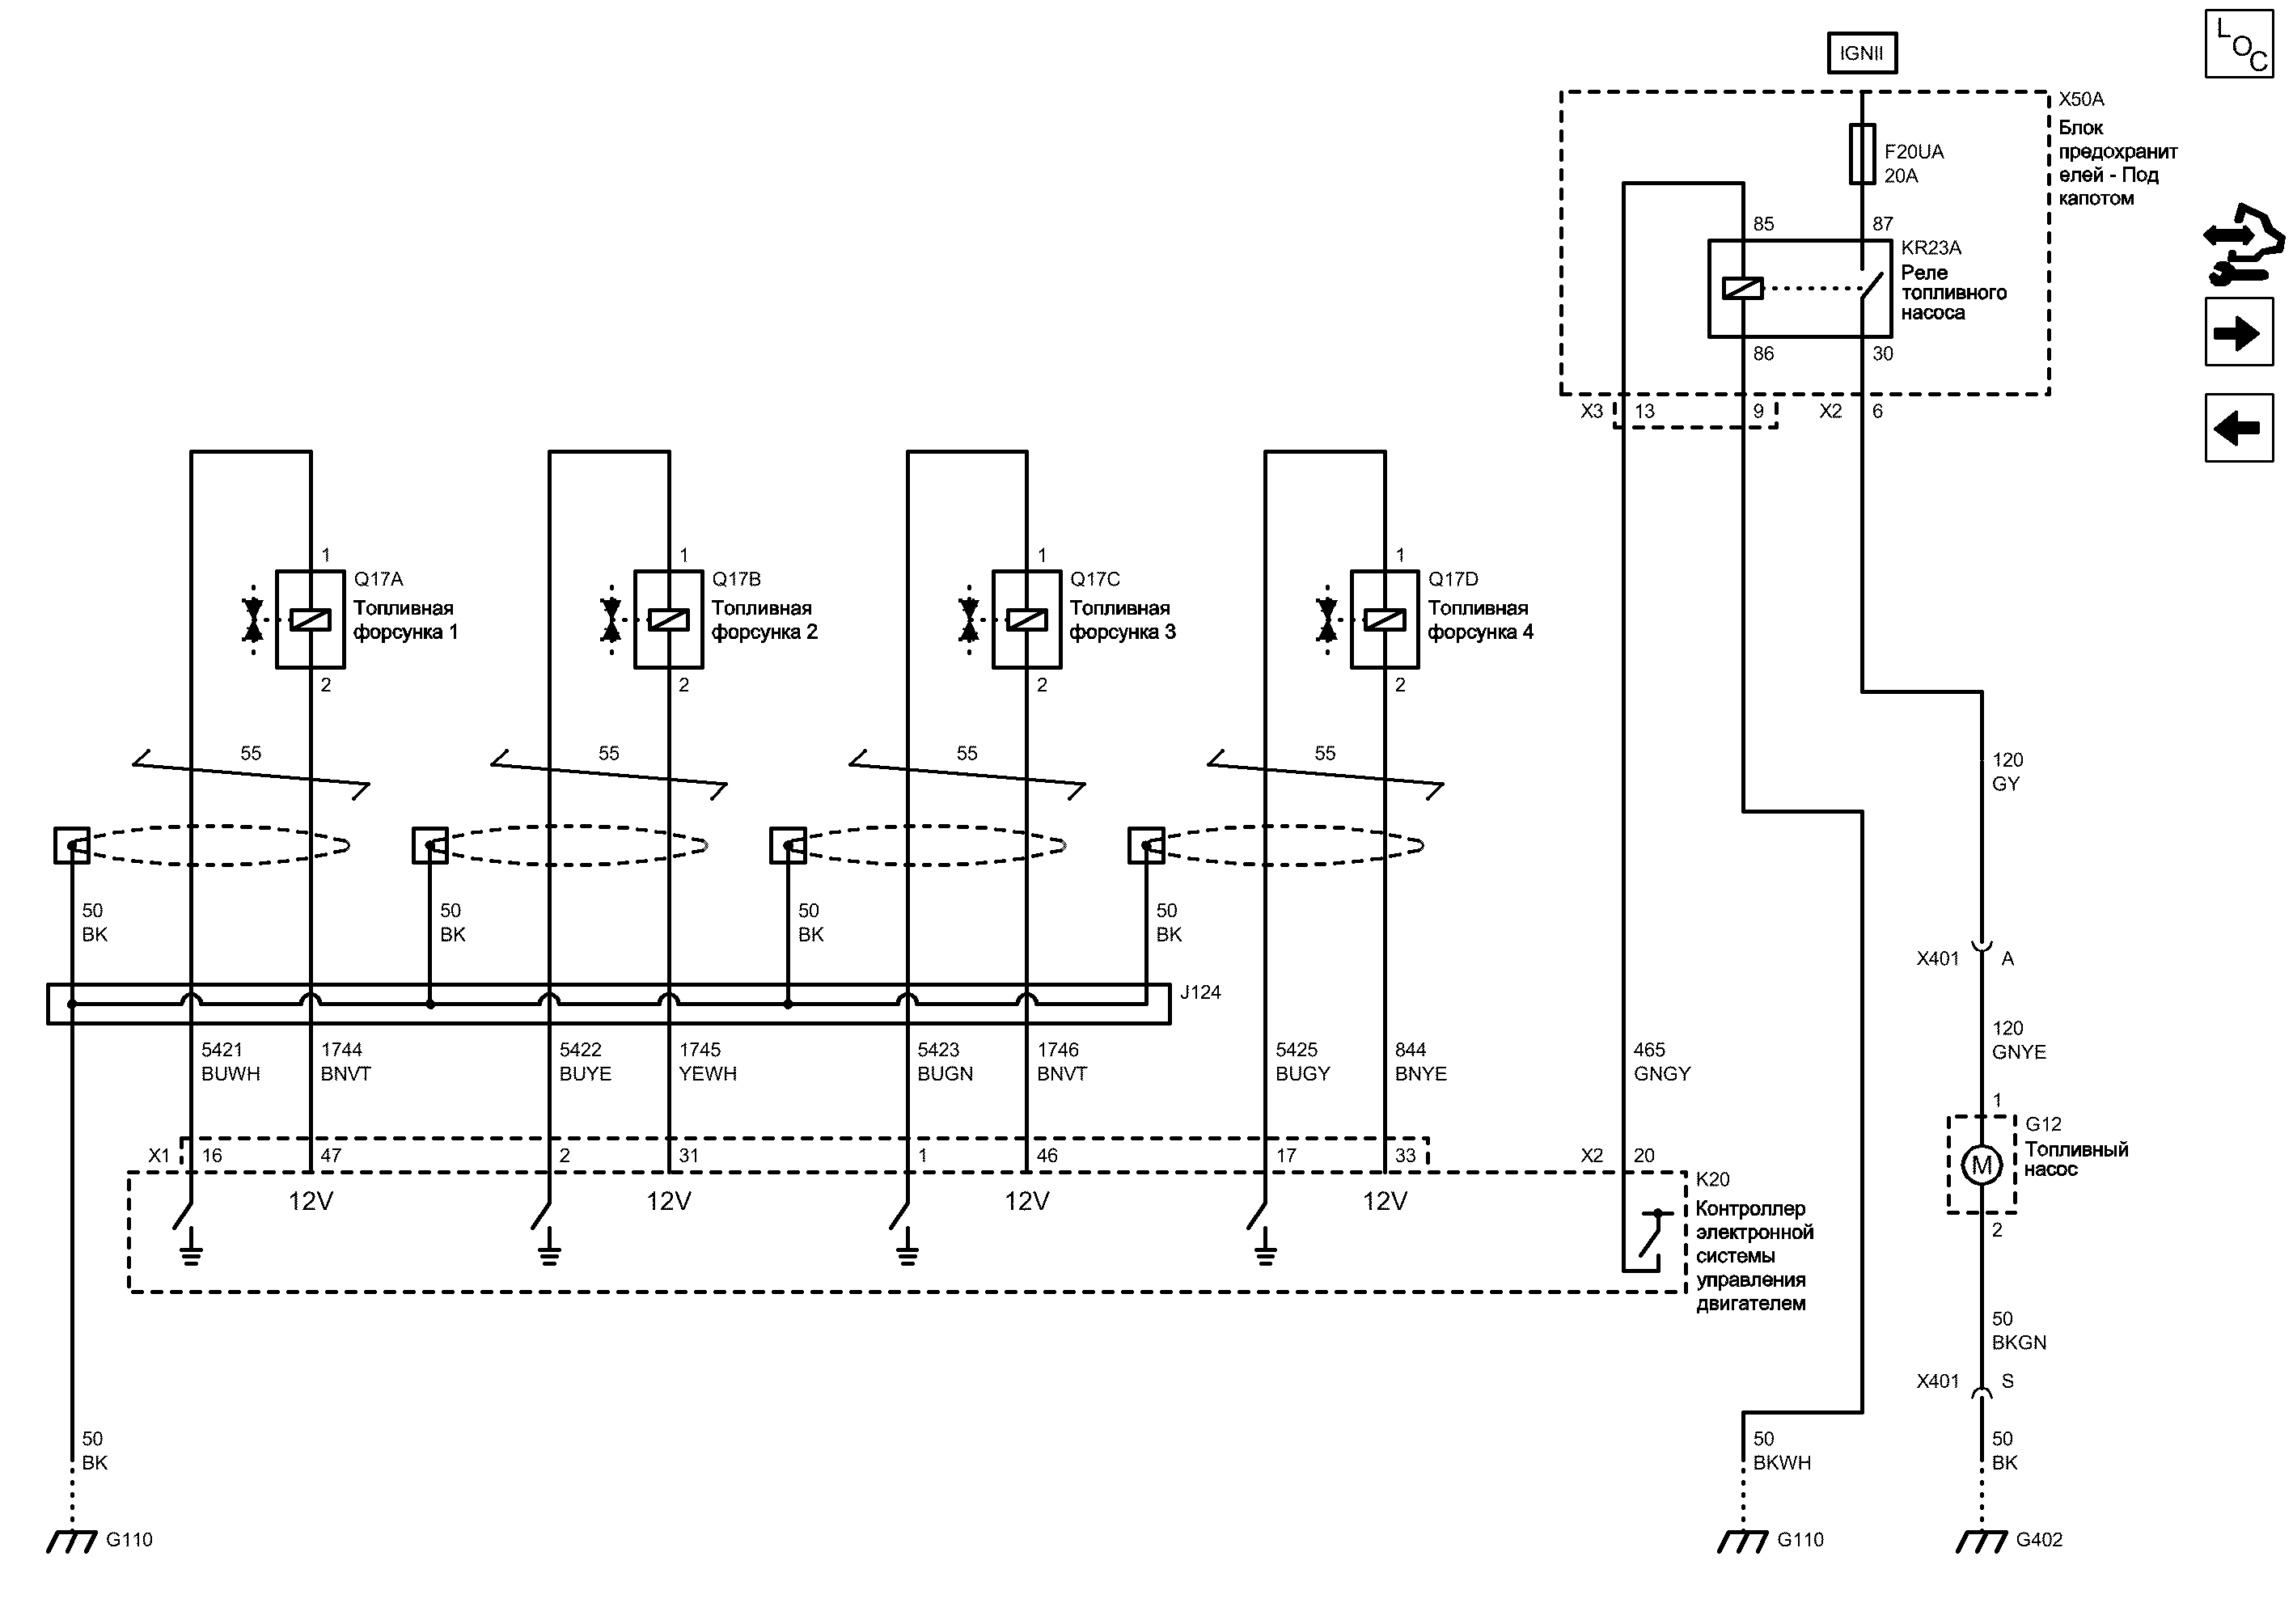 IGNII
LOC
X50A
Блок
предохранит
елей - Под
капотом
F20UA
20A
85
87
KR23A
Реле
топливного
насоса
86
30
X3
13
9
X2
6
1
Q17A
Топливная
форсунка 1
2
1
Q17B
Топливная
форсунка 2
2
1
Q17C
Топливная
форсунка 3
2
1
Q17D
Топливная
форсунка 4
2
55
55
55
55
120
GY
50
BK
50
BK
50
BK
50
BK
X401
A
J124
5421
BUWH
1744
BNVT
5422
BUYE
1745
YEWH
5423
BUGN
1746
BNVT
5425
BUGY
844
BNYE
465
GNGY
120
GNYE
1
G12
Топливный
насос
M
2
X1
16
47
2
31
1
46
17
33
X2
20
12V
12V
12V
12V
K20
Контроллер
электронной
системы
управления
двигателем
50
BKGN
X401
S
50
BK
50
BKWH
50
BK
G110
G110
G402